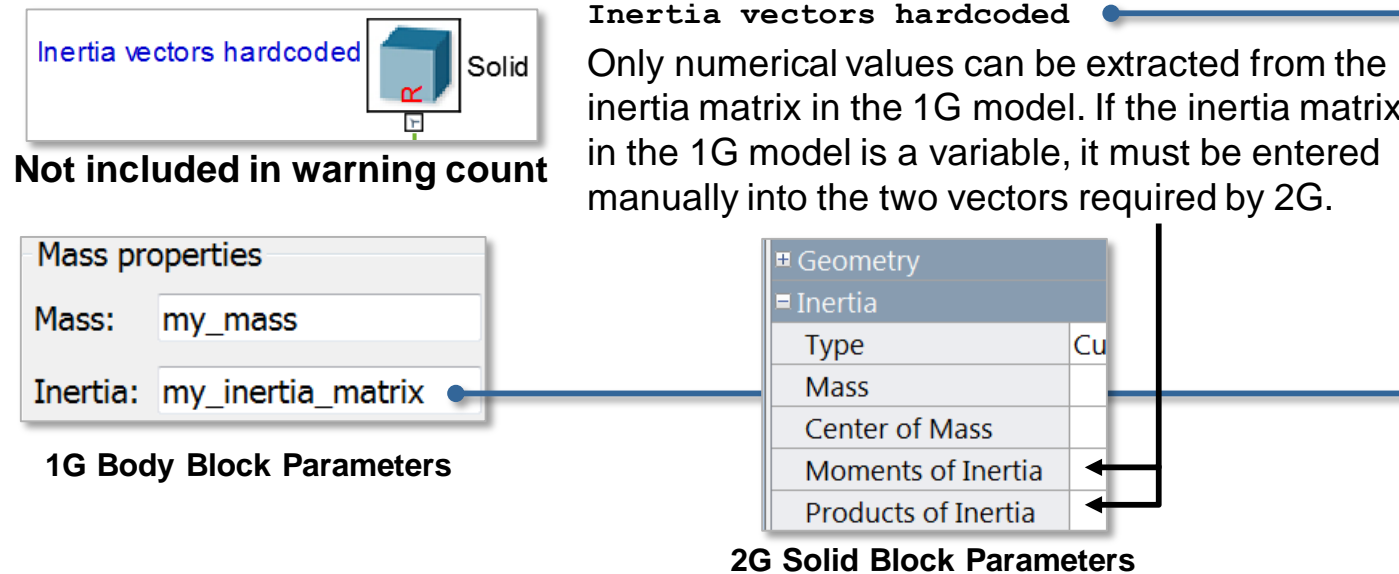 Inertia vectors hardcoded
Solid
R
Not included in warning count
Inertia vectors hardcoded
Only numerical values can be extracted from the
inertia matrix in the 1G model. If the inertia matrix
in the 1G model is a variable, it must be entered
manually into the two vectors required by 2G.
Mass properties
Mass: my_mass
Inertia: my_inertia_matrix
1G Body Block Parameters
Geometry
Inertia
Type Cu
Mass
Center of Mass
Moments of Inertia
Products of Inertia
2G Solid Block Parameters